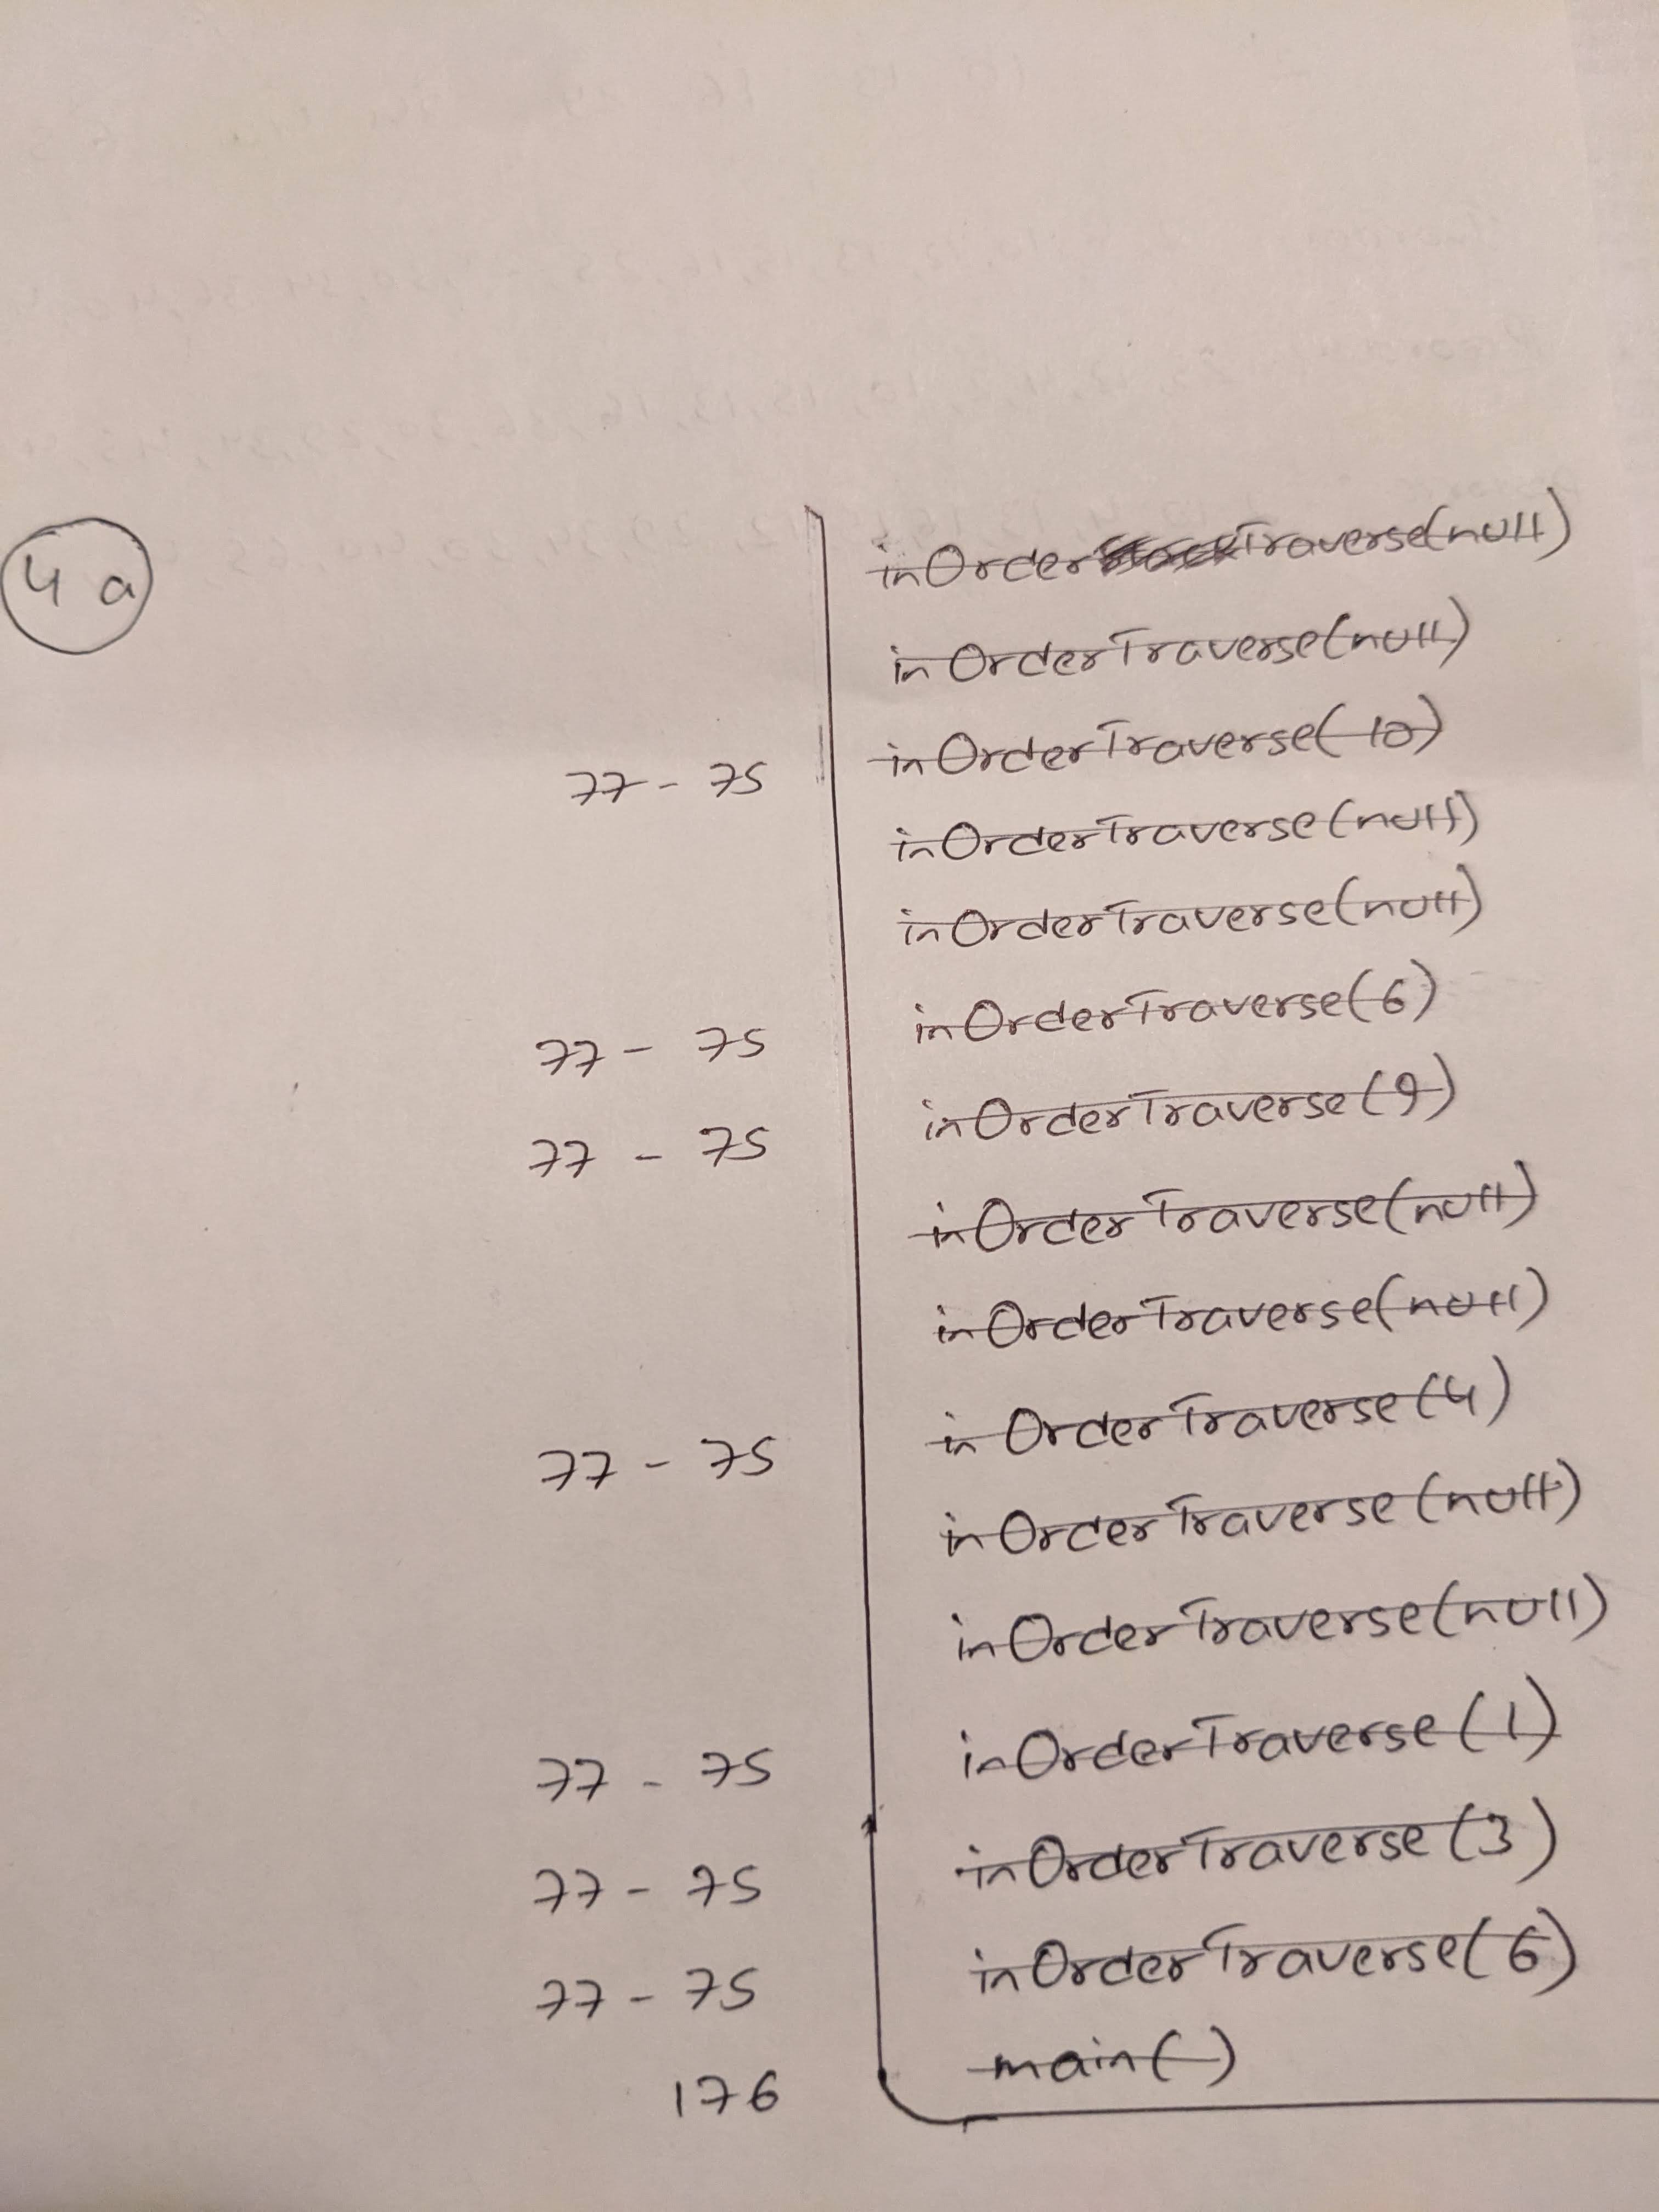 4a
inOrderTraverse(null)
inOrderTraverse(null)
77 - 75 inOrderTraverse(10)
inOrderTraverse(null)
inOrderTraverse(null)
77 - 75 inOrderTraverse(6)
77 - 75 inOrderTraverse(9)
inOrderTraverse(null)
inOrderTraverse(null)
77 - 75 inOrderTraverse(4)
inOrderTraverse(null)
inOrderTraverse(null)
77 - 75 inOrderTraverse(1)
77 - 75 inOrderTraverse(3)
77 - 75 inOrderTraverse(6)
176 main()